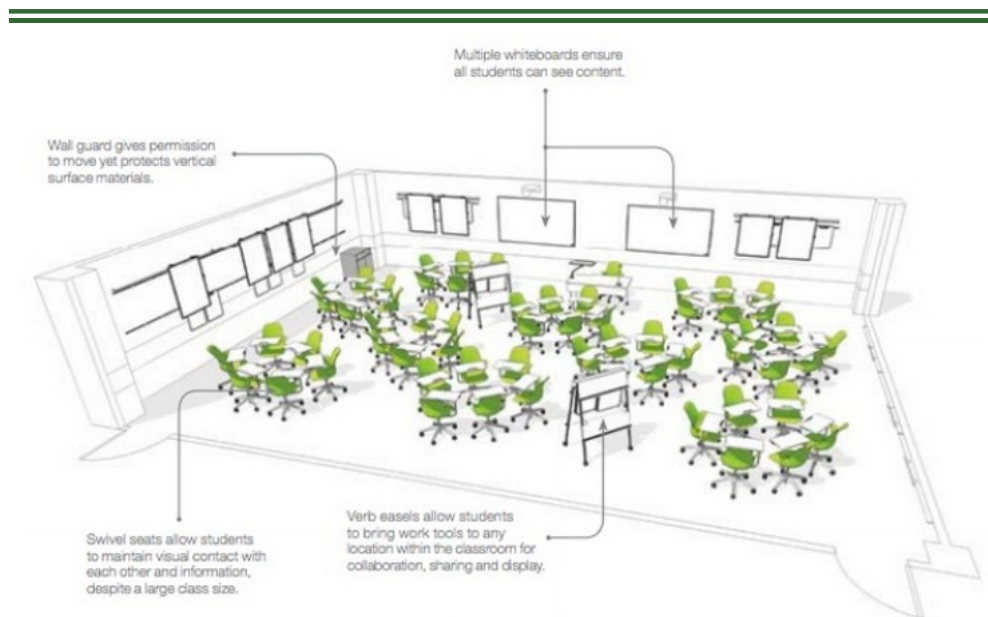 Multiple whiteboards ensure
all students can see content.
Wall guard gives permission
to move yet protects vertical
surface materials.
Swivel seats allow students
to maintain visual contact with
each other and information,
despite a large class size.
Verb easels allow students
to bring work tools to any
location within the classroom for
collaboration, sharing and display.